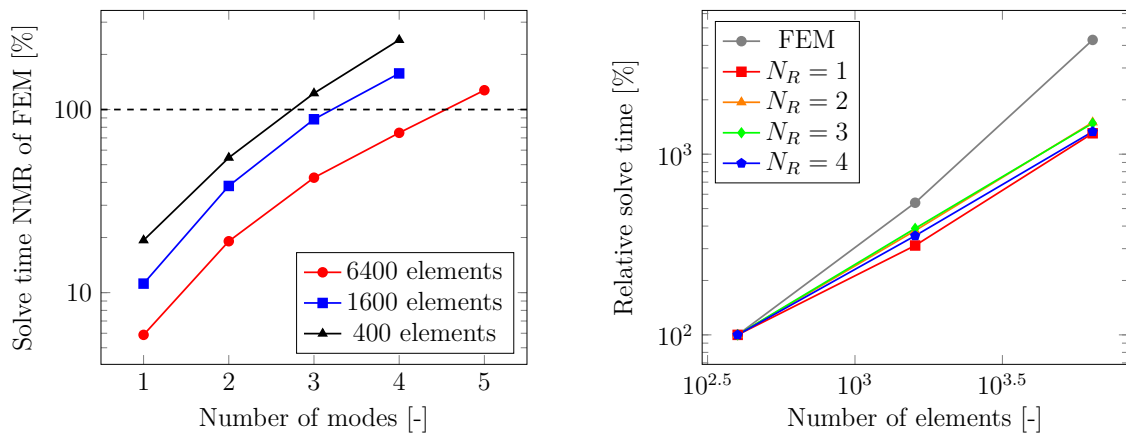 Solve time NMR of FEM [%]
100
10
6400 elements
1600 elements
400 elements
1 2 3 4 5
Number of modes [-]
Relative solve time [%]
10^3
10^2
FEM
N_R = 1
N_R = 2
N_R = 3
N_R = 4
10^2.5 10^3 10^3.5
Number of elements [-]